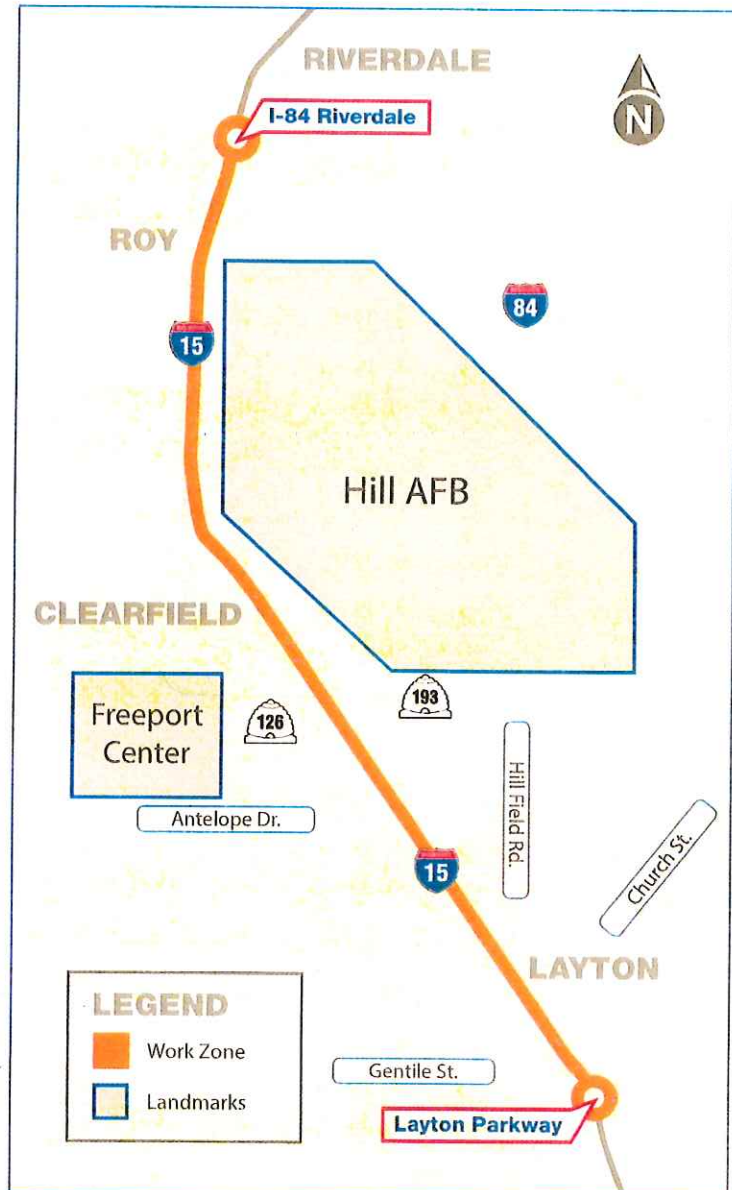 RIVERDALE
I-84 Riverdale
N
ROY
84
15
Hill AFB
CLEARFIELD
193
126
Freeport
Center
Hill Field Rd.
Antelope Dr.
Church St.
15
LAYTON
LEGEND
Work Zone
Landmarks
Gentile St.
Layton Parkway